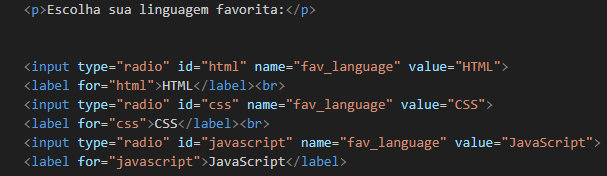 <p>Escolha sua linguagem favorita:</p>
<input type="radio" id="html" name="fav_language" value="HTML">
<label for="html">HTML</label><br>
<input type="radio" id="css" name="fav_language" value="CSS">
<label for="css">CSS</label><br>
<input type="radio" id="javascript" name="fav_language" value="JavaScript">
<label for="javascript">JavaScript</label>